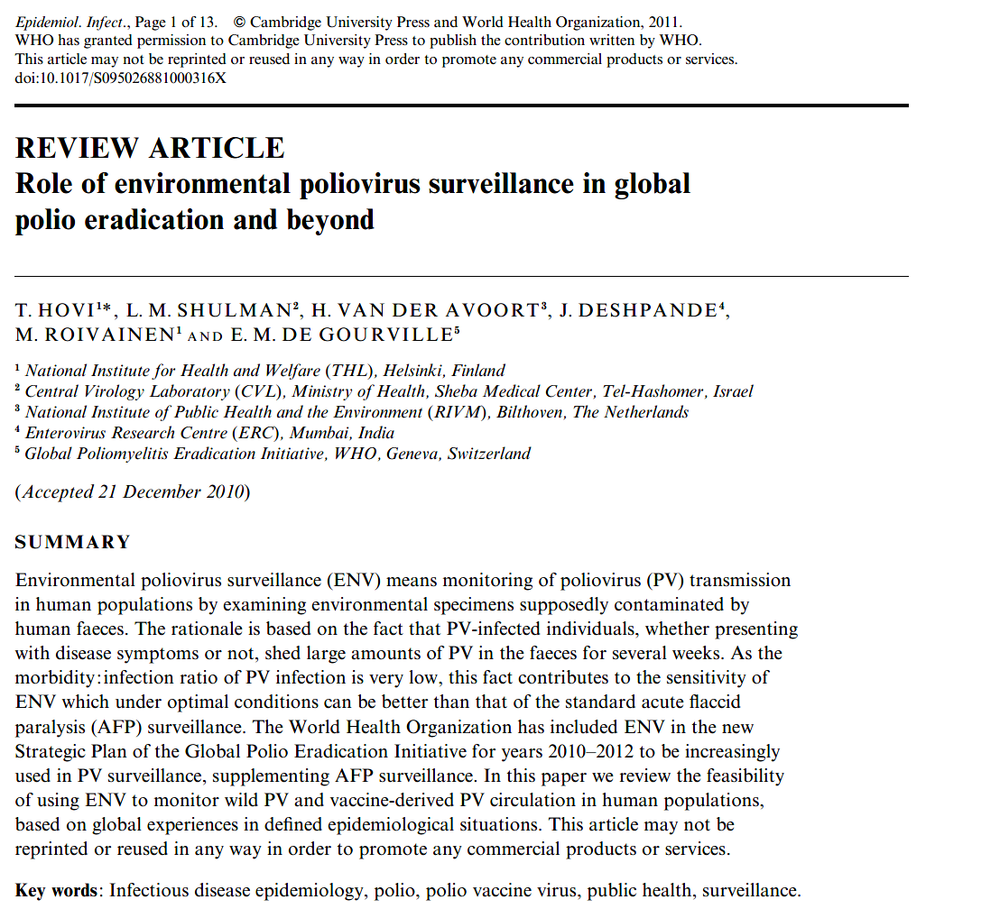 Epidemiol. Infect., Page 1 of 13. © Cambridge University Press and World Health Organization, 2011.
WHO has granted permission to Cambridge University Press to publish the contribution written by WHO.
This article may not be reprinted or reused in any way in order to promote any commercial products or services.
doi:10.1017/S095026881000316X
REVIEW ARTICLE
Role of environmental poliovirus surveillance in global
polio eradication and beyond
T. HOVI¹*, L. M. SHULMAN², H. VAN DER AVOORT³, J. DESHPANDE⁴,
M. ROIVAINEN¹ AND E. M. DE GOURVILLE⁵
¹ National Institute for Health and Welfare (THL), Helsinki, Finland
² Central Virology Laboratory (CVL), Ministry of Health, Sheba Medical Center, Tel-Hashomer, Israel
³ National Institute of Public Health and the Environment (RIVM), Bilthoven, The Netherlands
⁴ Enterovirus Research Centre (ERC), Mumbai, India
⁵ Global Poliomyelitis Eradication Initiative, WHO, Geneva, Switzerland
(Accepted 21 December 2010)
SUMMARY
Environmental poliovirus surveillance (ENV) means monitoring of poliovirus (PV) transmission
in human populations by examining environmental specimens supposedly contaminated by
human faeces. The rationale is based on the fact that PV-infected individuals, whether presenting
with disease symptoms or not, shed large amounts of PV in the faeces for several weeks. As the
morbidity:infection ratio of PV infection is very low, this fact contributes to the sensitivity of
ENV which under optimal conditions can be better than that of the standard acute flaccid
paralysis (AFP) surveillance. The World Health Organization has included ENV in the new
Strategic Plan of the Global Polio Eradication Initiative for years 2010–2012 to be increasingly
used in PV surveillance, supplementing AFP surveillance. In this paper we review the feasibility
of using ENV to monitor wild PV and vaccine-derived PV circulation in human populations,
based on global experiences in defined epidemiological situations. This article may not be
reprinted or reused in any way in order to promote any commercial products or services.
Key words: Infectious disease epidemiology, polio, polio vaccine virus, public health, surveillance.